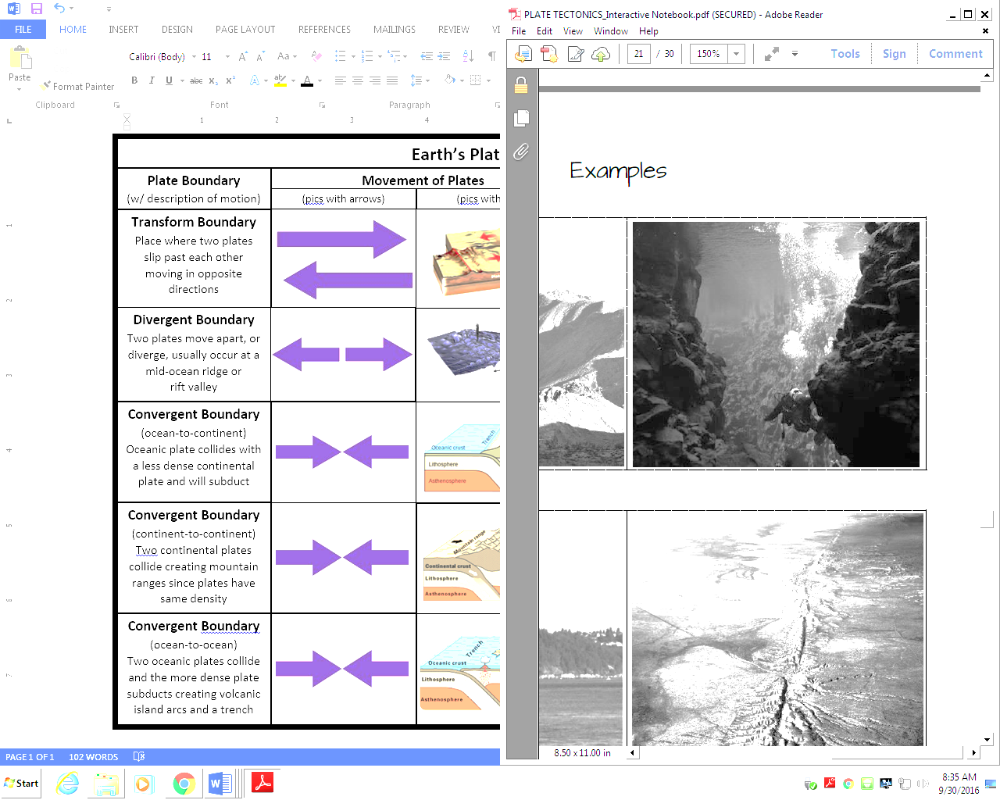 FILE HOME INSERT DESIGN PAGE LAYOUT REFERENCES MAILINGS REVIEW VI
Calibri (Body) 11
Paste
Format Painter
Clipboard Font Paragraph
1 2 3 4
Earth's Plat
Plate Boundary
(w/ description of motion)
Movement of Plates
(pics with arrows) (pics with
Transform Boundary
Place where two plates
slip past each other
moving in opposite
directions
Divergent Boundary
Two plates move apart, or
diverge, usually occur at a
mid-ocean ridge or
rift valley
Convergent Boundary
(ocean-to-continent)
Oceanic plate collides with
a less dense continental
plate and will subduct
Trench
Oceanic crust
Lithosphere
Asthenosphere
Convergent Boundary
(continent-to-continent)
Two continental plates
collide creating mountain
ranges since plates have
same density
Mountain range
Continental crust
Lithosphere
Asthenosphere
Convergent Boundary
(ocean-to-ocean)
Two oceanic plates collide
and the more dense plate
subducts creating volcanic
island arcs and a trench
Trench
Oceanic crust
Lithosphere
Asthenosphere
1
2
3
4
5
6
7
PAGE 1 OF 1 102 WORDS
PLATE TECTONICS_Interactive Notebook.pdf (SECURED) - Adobe Reader
File Edit View Window Help
21 / 30 150% Tools Sign Comment
Examples
8.50 x 11.00 in
Start
8:35 AM
9/30/2016